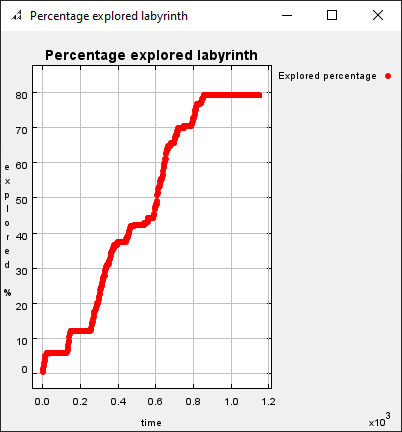 Percentage explored labyrinth
Percentage explored labyrinth
Explored percentage
80
70
60
50
40
30
20
10
0
explored %
0.0 0.2 0.4 0.6 0.8 1.0 1.2
time
x10³